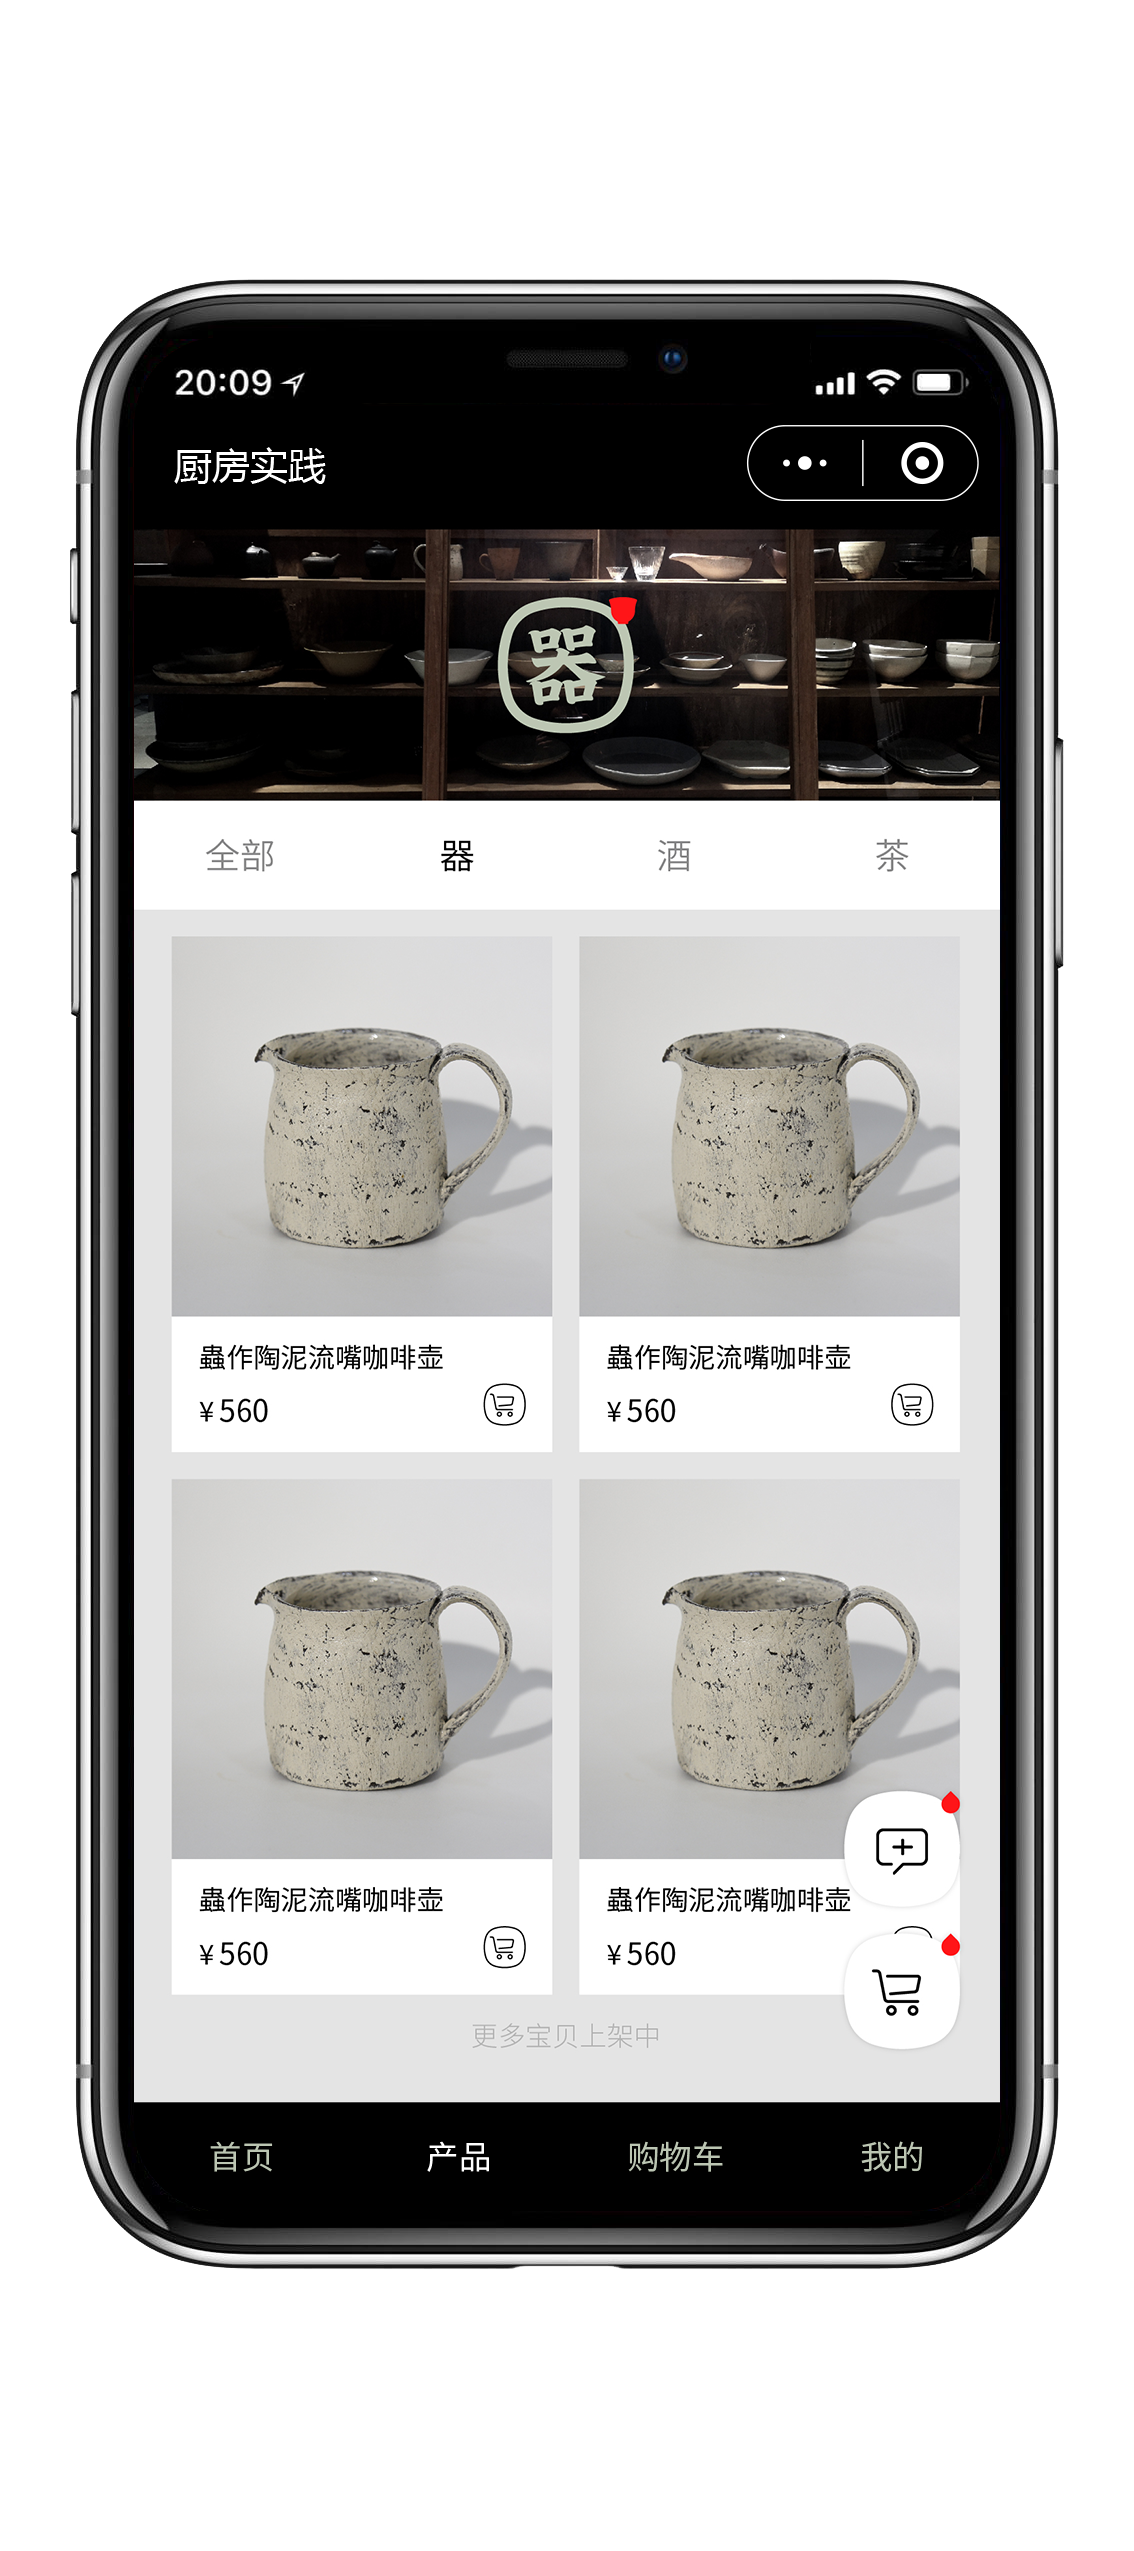 20:09
厨房实践
器
全部 器 酒 茶
蟲作陶泥流嘴咖啡壶
¥560
蟲作陶泥流嘴咖啡壶
¥560
蟲作陶泥流嘴咖啡壶
¥560
蟲作陶泥流嘴咖啡壶
¥560
更多宝贝上架中
首页 产品 购物车 我的